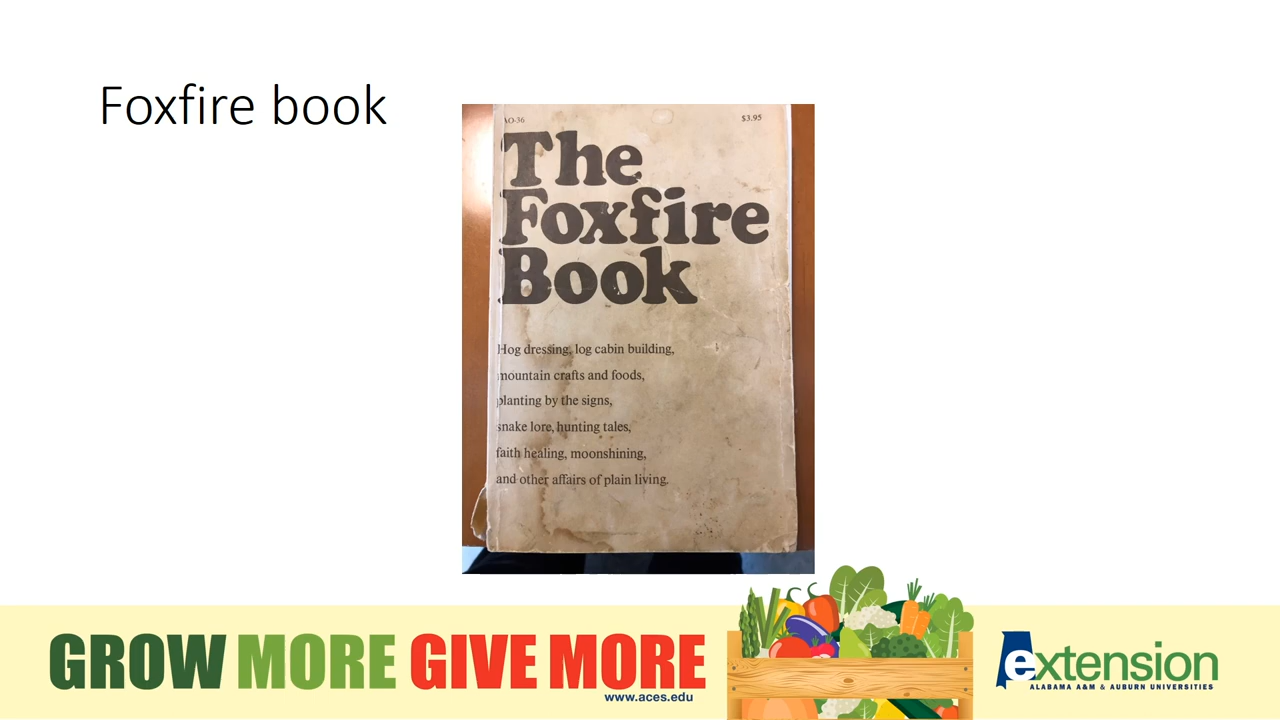 Foxfire book
AO-36 $3.95
The
Foxfire
Book
Hog dressing, log cabin building,
mountain crafts and foods,
planting by the signs,
snake lore, hunting tales,
faith healing, moonshining,
and other affairs of plain living.
GROW MORE GIVE MORE
www.aces.edu
extension
ALABAMA A&M & AUBURN UNIVERSITIES